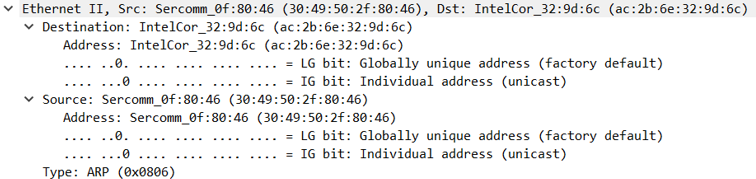 Ethernet II, Src: Sercomm_0f:80:46 (30:49:50:2f:80:46), Dst: IntelCor_32:9d:6c (ac:2b:6e:32:9d:6c)
Destination: IntelCor_32:9d:6c (ac:2b:6e:32:9d:6c)
Address: IntelCor_32:9d:6c (ac:2b:6e:32:9d:6c)
.... ..0. .... .... .... .... = LG bit: Globally unique address (factory default)
.... ...0 .... .... .... .... = IG bit: Individual address (unicast)
Source: Sercomm_0f:80:46 (30:49:50:2f:80:46)
Address: Sercomm_0f:80:46 (30:49:50:2f:80:46)
.... ..0. .... .... .... .... = LG bit: Globally unique address (factory default)
.... ...0 .... .... .... .... = IG bit: Individual address (unicast)
Type: ARP (0x0806)